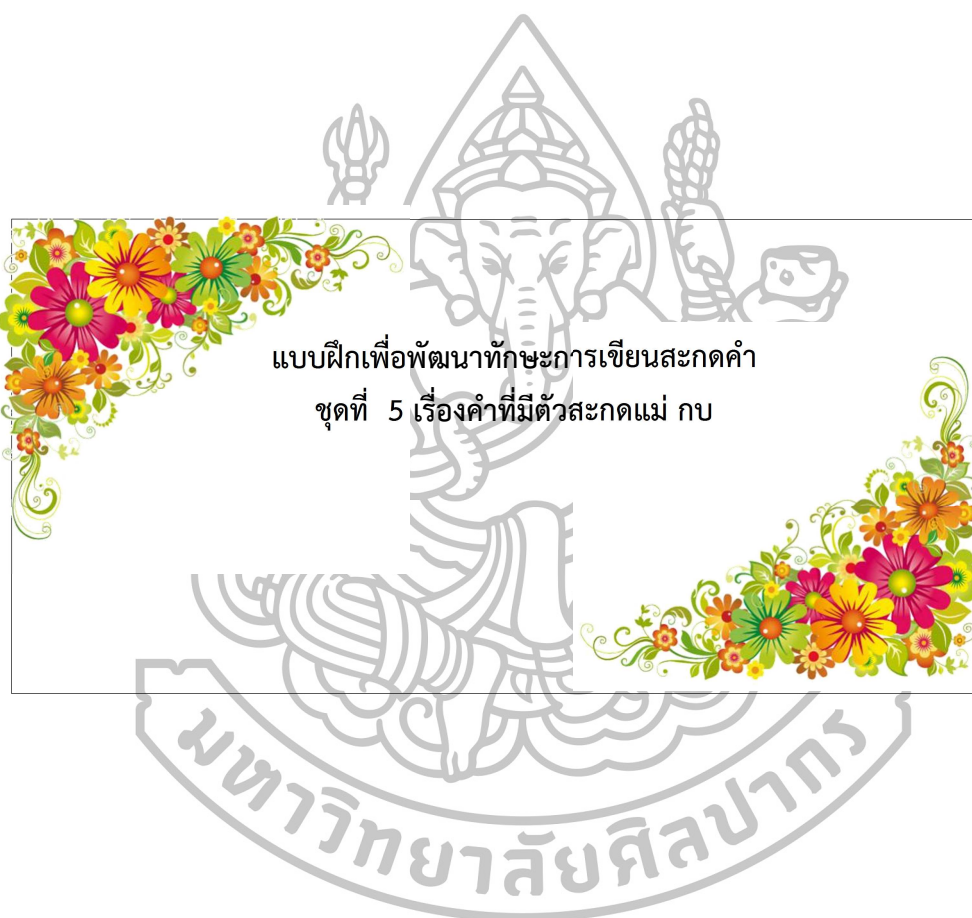 แบบฝึกเพื่อพัฒนาทักษะการเขียนสะกดคำ
ชุดที่ 5 เรื่องคำที่มีตัวสะกดแม่ กบ
มหาวิทยาลัยศิลปากร